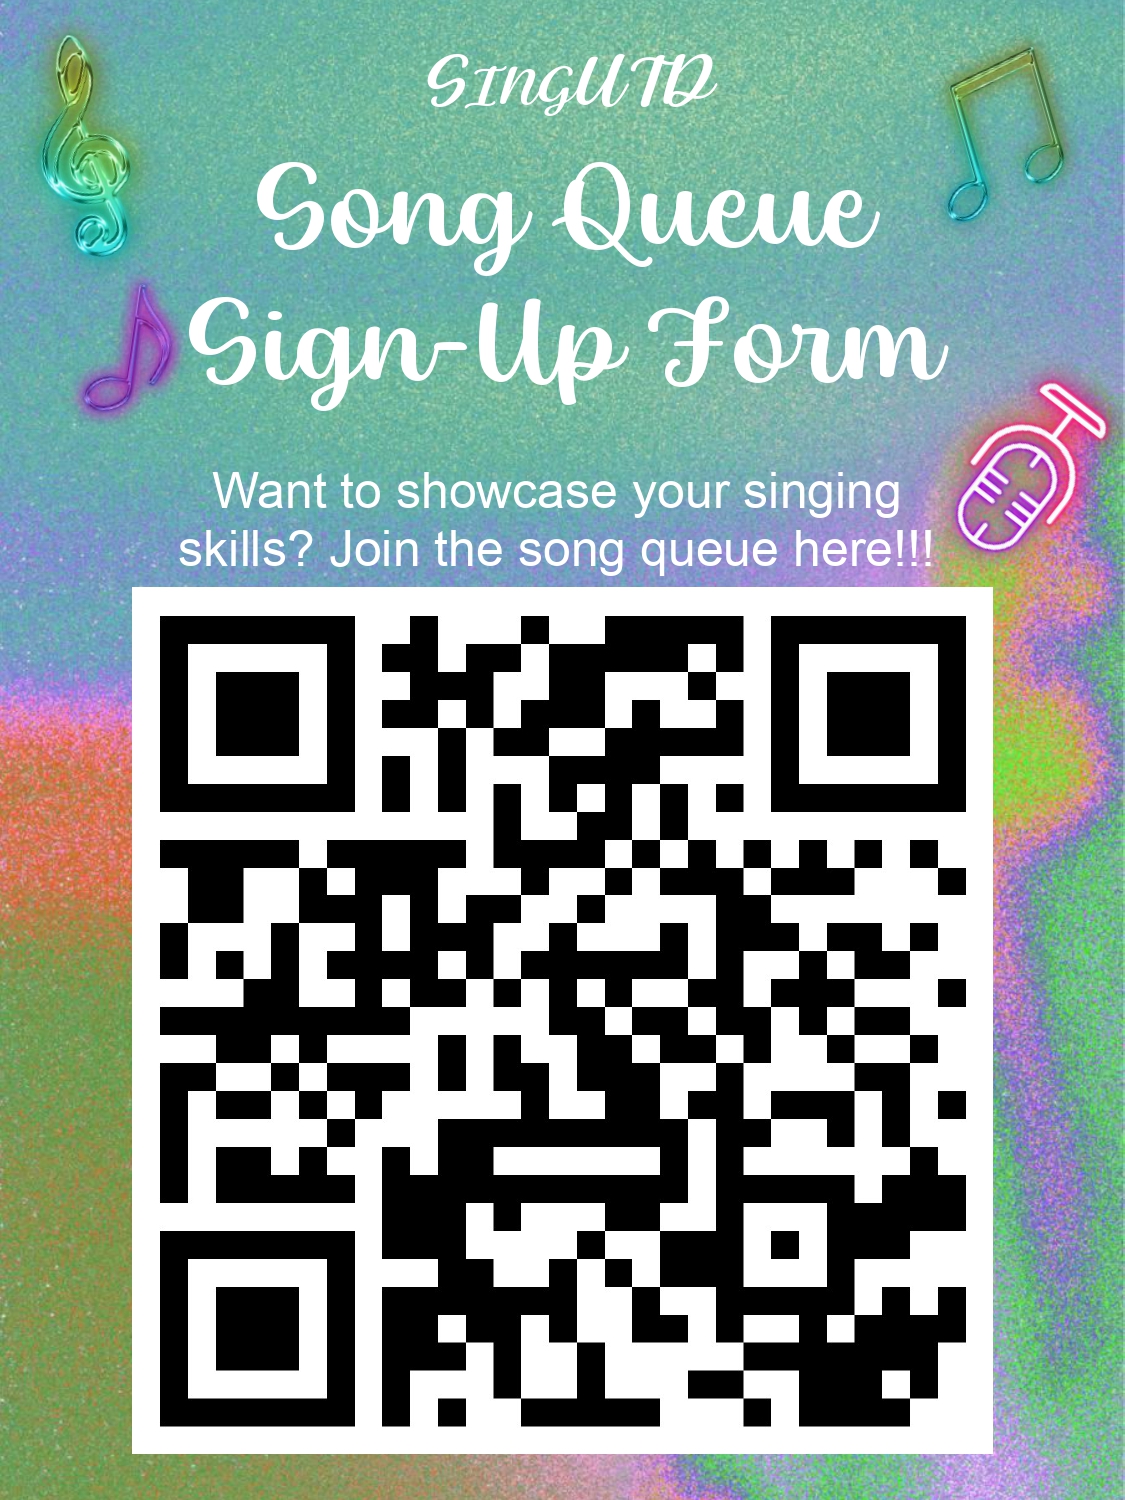 SIngUTD
Song Queue
Sign-Up Form
Want to showcase your singing
skills? Join the song queue here!!!